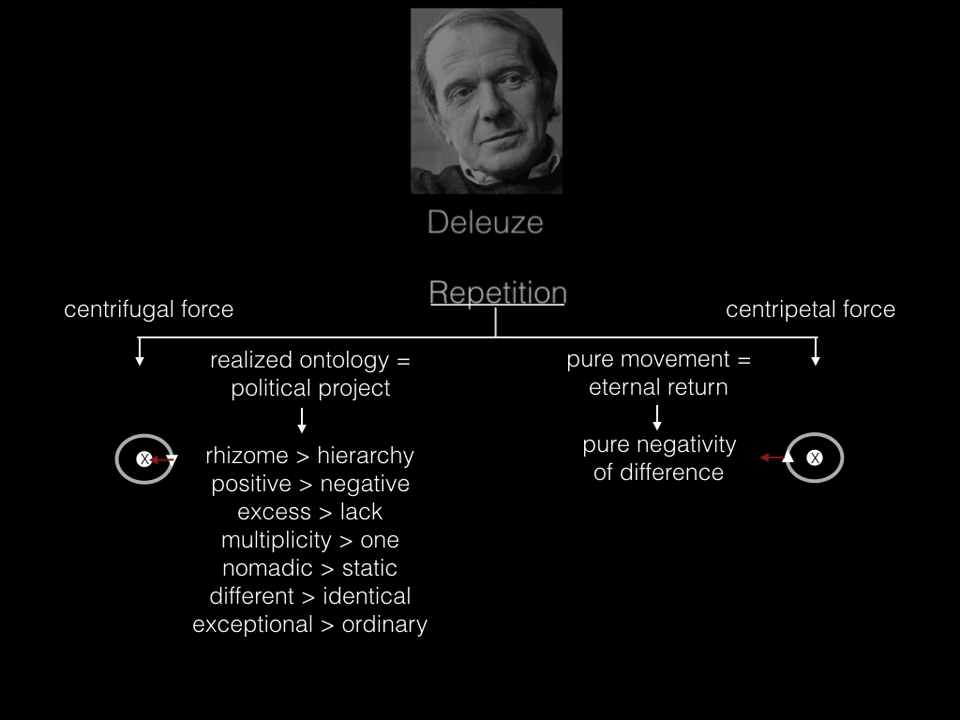 Deleuze
Repetition
centrifugal force
centripetal force
realized ontology =
political project
pure movement =
eternal return
rhizome > hierarchy
positive > negative
excess > lack
multiplicity > one
nomadic > static
different > identical
exceptional > ordinary
pure negativity
of difference
X
X